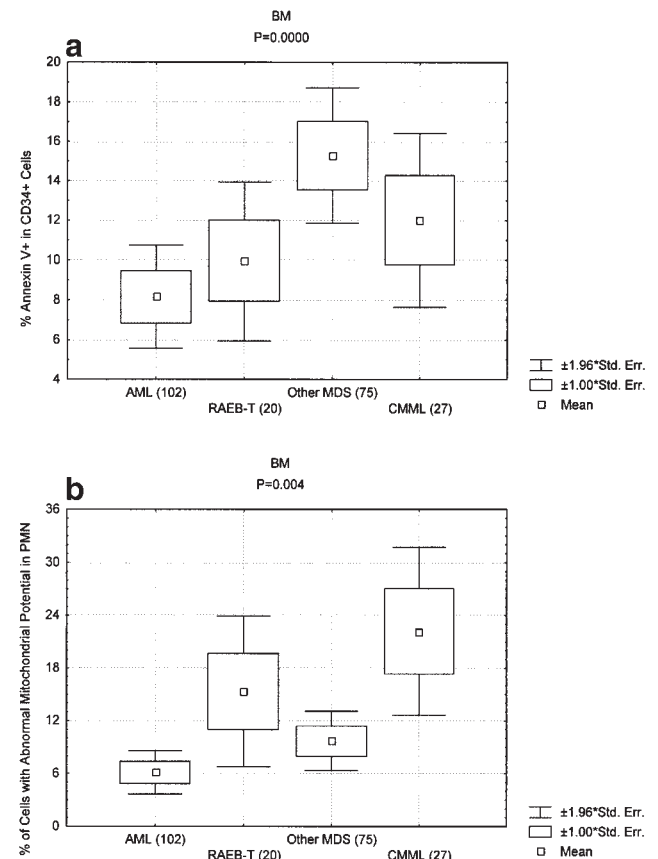 a
BM
P=0.0000
% Annexin V+ in CD34+ Cells
20
18
16
14
12
10
8
6
4
AML (102)
RAEB-T (20)
Other MDS (75)
CMML (27)
±1.96*Std. Err.
±1.00*Std. Err.
Mean
b
BM
P=0.004
% of Cells with Abnormal Mitochondrial Potential in PMN
36
30
24
18
12
6
0
AML (102)
RAEB-T (20)
Other MDS (75)
CMML (27)
±1.96*Std. Err.
±1.00*Std. Err.
Mean